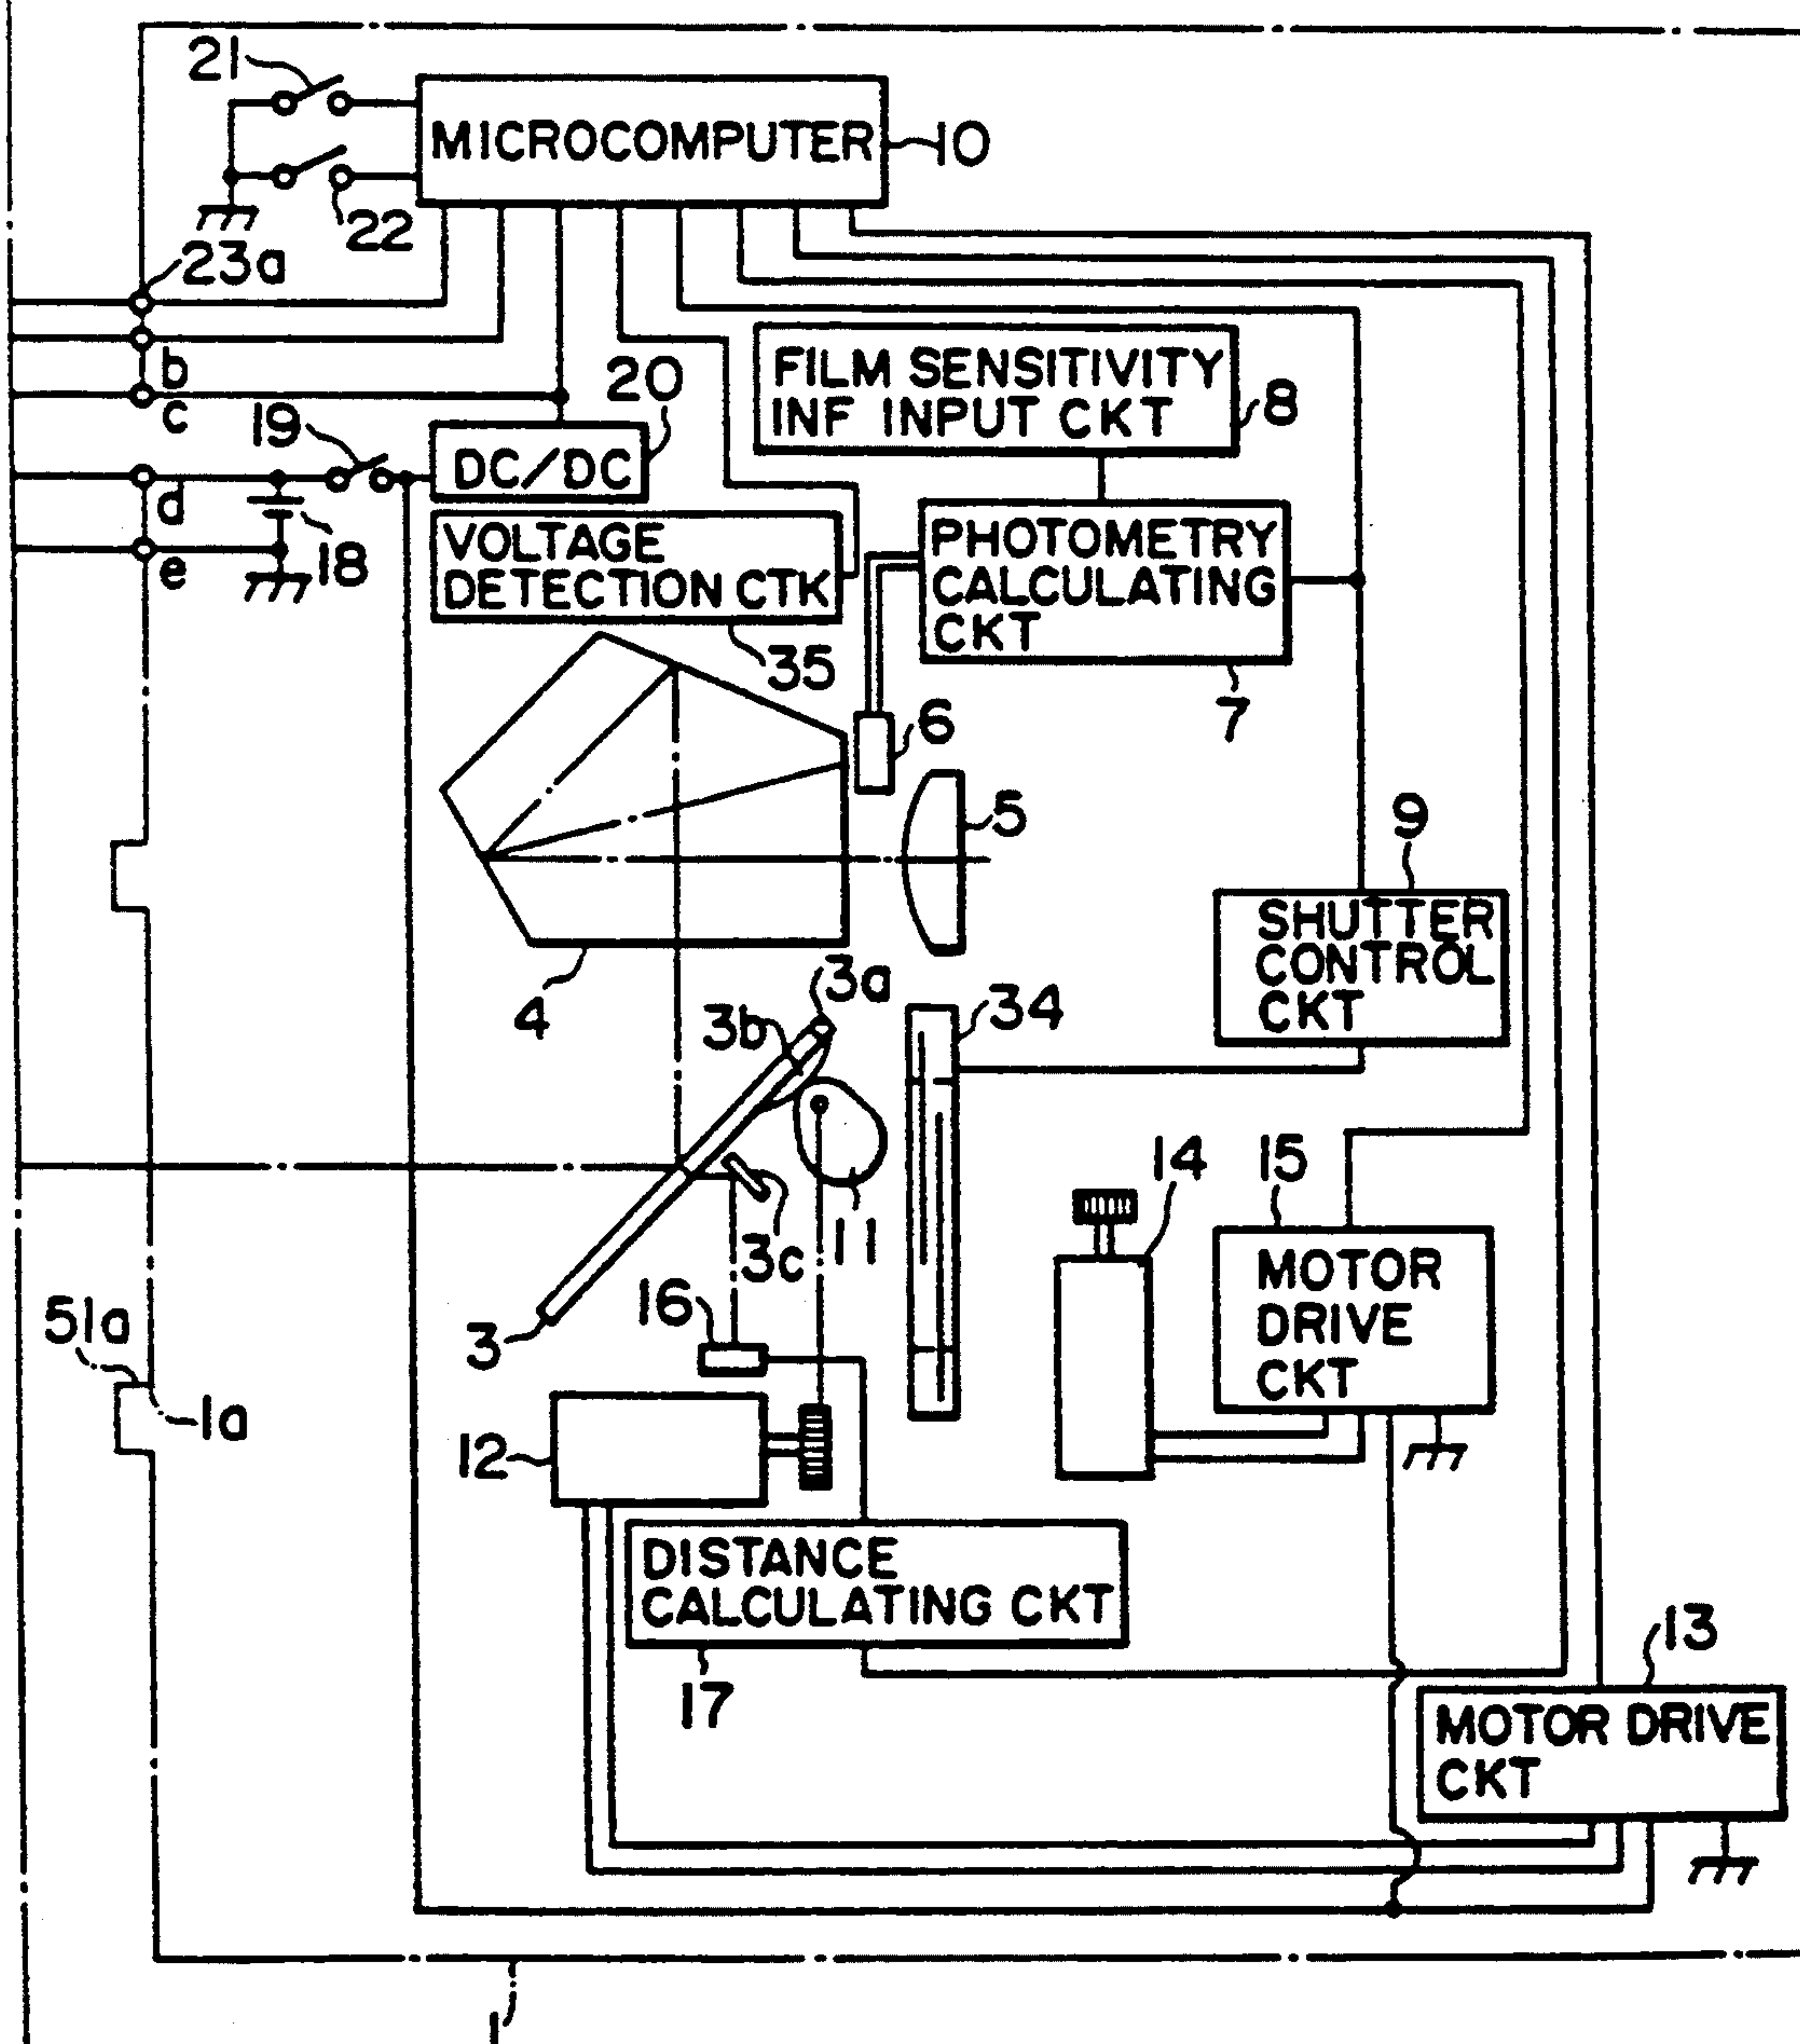 21
MICROCOMPUTER
10
22
23a
b
c
20
FILM SENSITIVITY
INF INPUT CKT
8
19
DC/DC
d
18
e
VOLTAGE
DETECTION CTK
PHOTOMETRY
CALCULATING
CKT
35
7
6
5
9
SHUTTER
CONTROL
CKT
4
3a
3b
34
14
15
11
3c
MOTOR
DRIVE
CKT
16
51a
3
1a
12
DISTANCE
CALCULATING CKT
13
17
MOTOR DRIVE
CKT
1